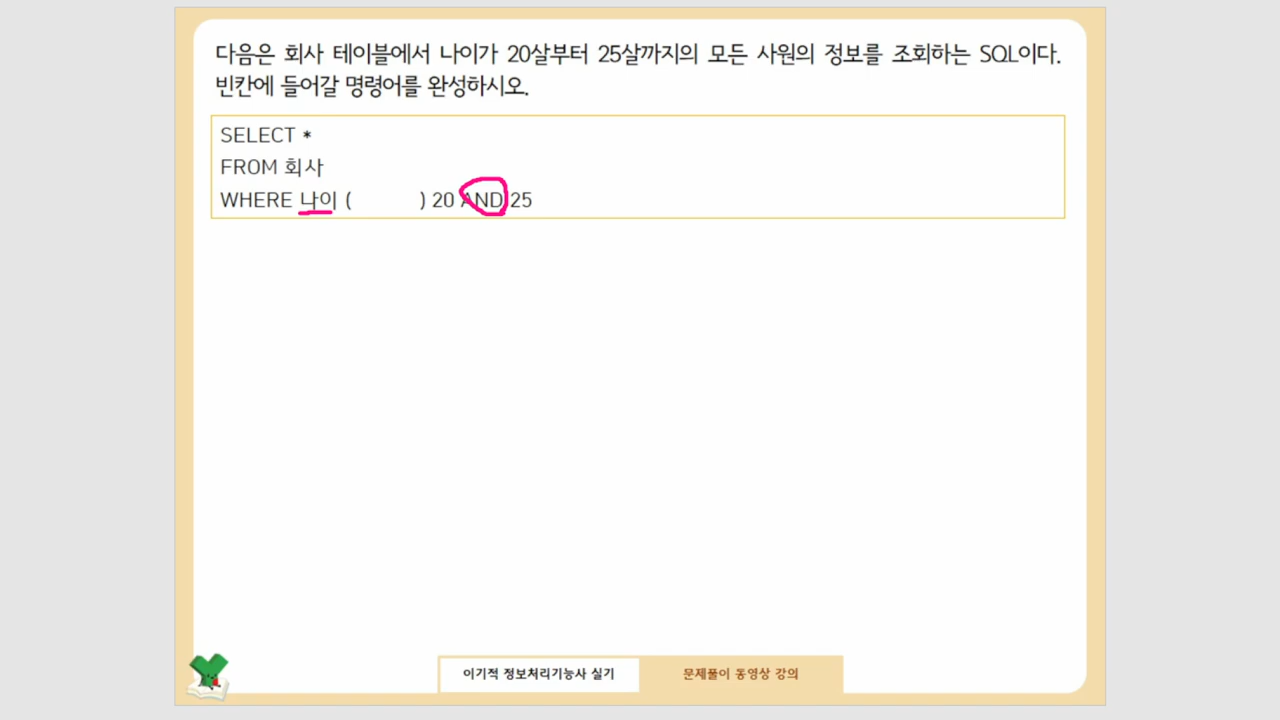 다음은 회사 테이블에서 나이가 20살부터 25살까지의 모든 사원의 정보를 조회하는 SQL이다.
빈칸에 들어갈 명령어를 완성하시오.
SELECT *
FROM 회사
WHERE 나이 (          ) 20 AND 25
이기적 정보처리기능사 실기
문제풀이 동영상 강의